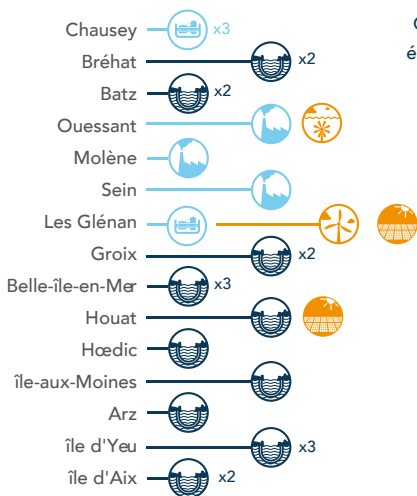 Chausey x3
Bréhat x2
Batz x2
Ouessant
Molène
Sein
Les Glénan
Groix x2
Belle-île-en-Mer x3
Houat
Hœdic
île-aux-Moines
Arz
île d'Yeu x3
île d'Aix x2